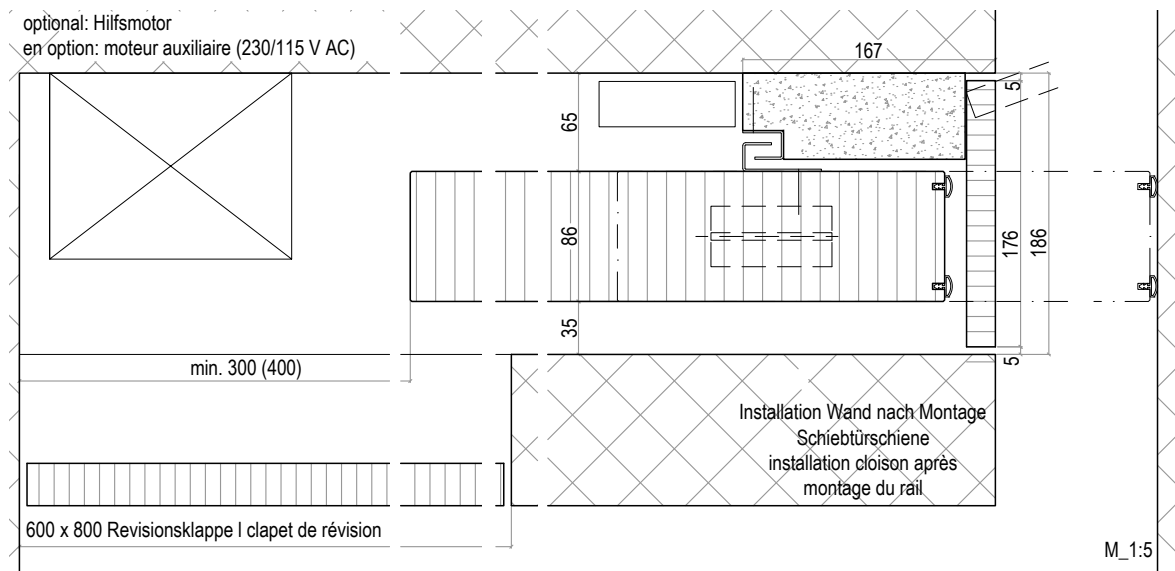 optional: Hilfsmotor
en option: moteur auxiliaire (230/115 V AC)
167
5
65
86
176
186
35
5
min. 300 (400)
Installation Wand nach Montage
Schiebtürschiene
installation cloison après
montage du rail
600 x 800 Revisionsklappe I clapet de révision
M_1:5